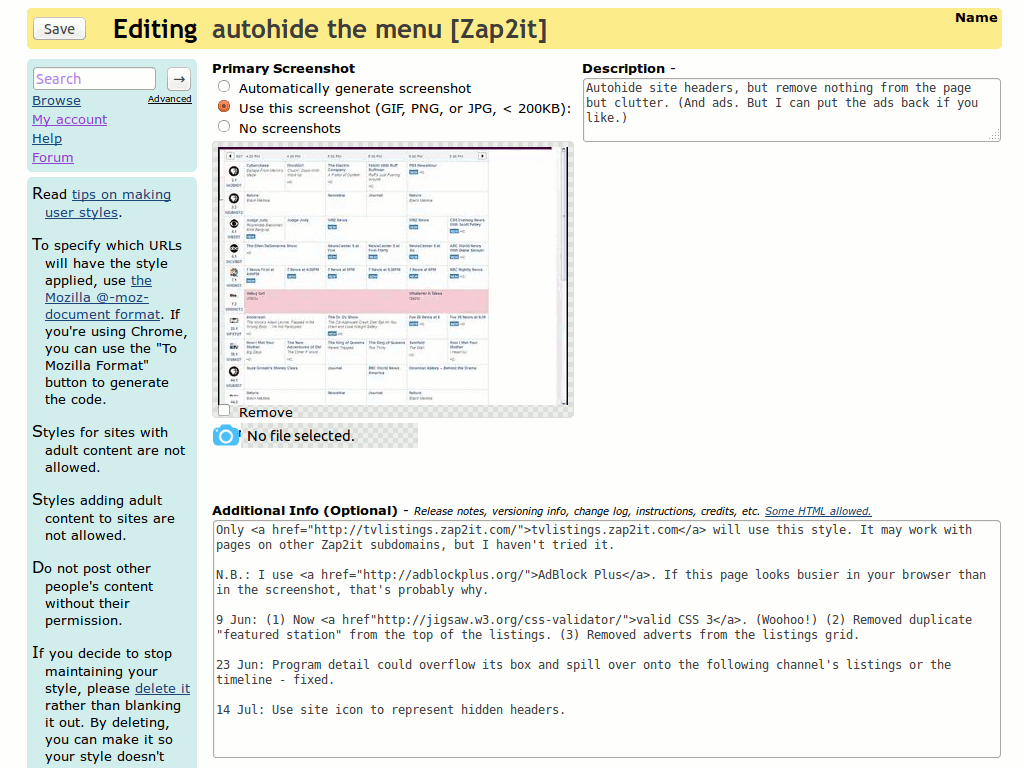 Save
Editing autohide the menu [Zap2it]
Name
Search →
Browse
Advanced
My account
Help
Forum
Read tips on making
user styles.
To specify which URLs
will have the style
applied, use the
Mozilla @-moz-
document format. If
you're using Chrome,
you can use the "To
Mozilla Format"
button to generate
the code.
Styles for sites with
adult content are not
allowed.
Styles adding adult
content to sites are
not allowed.
Do not post other
people's content
without their
permission.
If you decide to stop
maintaining your
style, please delete it
rather than blanking
it out. By deleting,
you can make it so
your style doesn't
Primary Screenshot
Automatically generate screenshot
Use this screenshot (GIF, PNG, or JPG, < 200KB):
No screenshots
Remove
No file selected.
Description -
Autohide site headers, but remove nothing from the page
but clutter. (And ads. But I can put the ads back if you
like.)
Additional Info (Optional) - Release notes, versioning info, change log, instructions, credits, etc. Some HTML allowed.
Only <a href="http://tvlistings.zap2it.com/">tvlistings.zap2it.com</a> will use this style. It may work with
pages on other Zap2it subdomains, but I haven't tried it.
N.B.: I use <a href="http://adblockplus.org/">AdBlock Plus</a>. If this page looks busier in your browser than
in the screenshot, that's probably why.
9 Jun: (1) Now <a href"http://jigsaw.w3.org/css-validator/">valid CSS 3</a>. (Woohoo!) (2) Removed duplicate
"featured station" from the top of the listings. (3) Removed adverts from the listings grid.
23 Jun: Program detail could overflow its box and spill over onto the following channel's listings or the
timeline - fixed.
14 Jul: Use site icon to represent hidden headers.